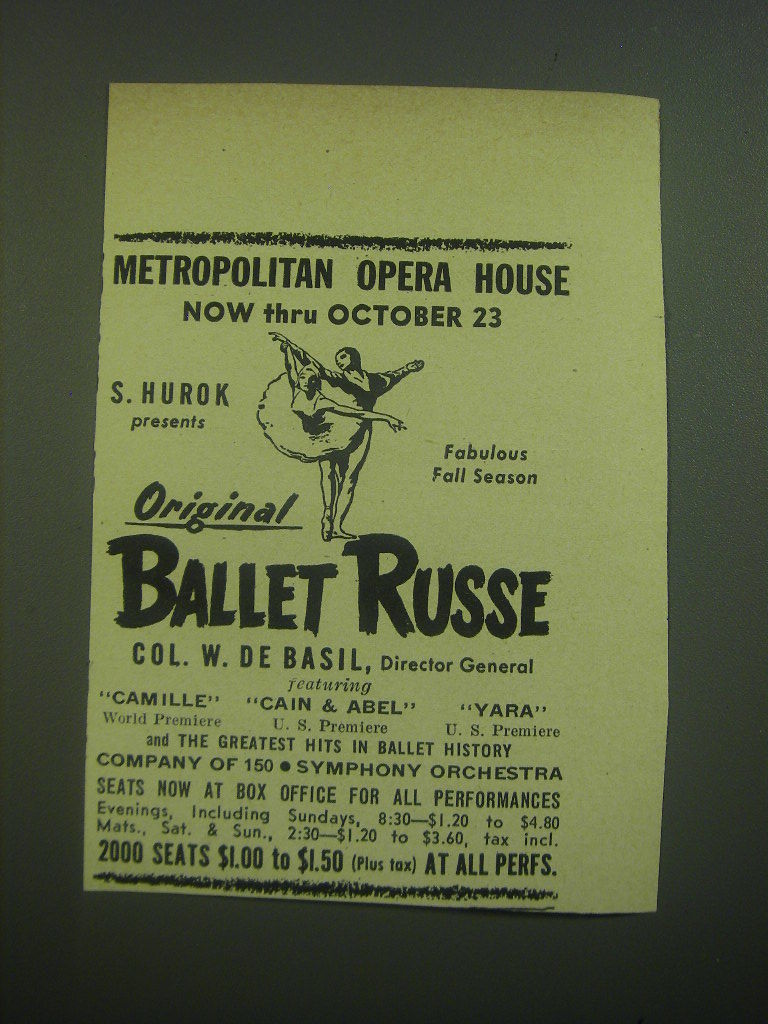 METROPOLITAN OPERA HOUSE
NOW thru OCTOBER 23
S. HUROK
presents
Fabulous
Fall Season
Original
BALLET RUSSE
COL. W. DE BASIL, Director General
featuring
"CAMILLE" "CAIN & ABEL" "YARA"
World Premiere U. S. Premiere U. S. Premiere
and THE GREATEST HITS IN BALLET HISTORY
COMPANY OF 150 ● SYMPHONY ORCHESTRA
SEATS NOW AT BOX OFFICE FOR ALL PERFORMANCES
Evenings, Including Sundays, 8:30—$1.20 to $4.80
Mats., Sat. & Sun., 2:30—$1.20 to $3.60, tax incl.
2000 SEATS $1.00 to $1.50 (Plus tax) AT ALL PERFS.